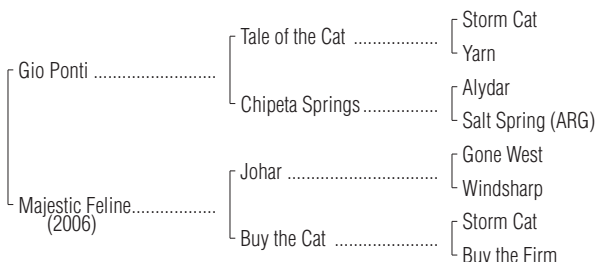 Storm Cat
Tale of the Cat ..................
Yarn
Gio Ponti ..........................
Alydar
Chipeta Springs................
Salt Spring (ARG)
Gone West
Johar ................................
Windsharp
Majestic Feline..................
(2006)
Storm Cat
Buy the Cat ......................
Buy the Firm